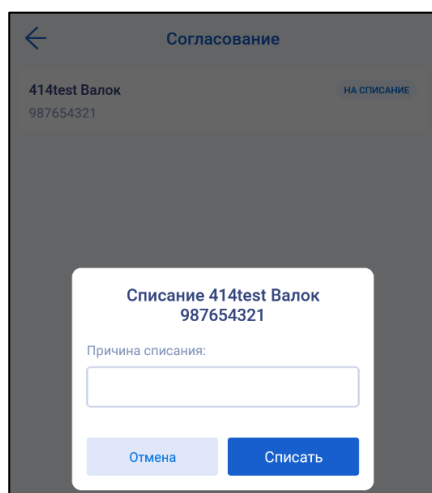 Согласование
414test Валок
НА СПИСАНИЕ
987654321
Списание 414test Валок
987654321
Причина списания:
Отмена
Списать